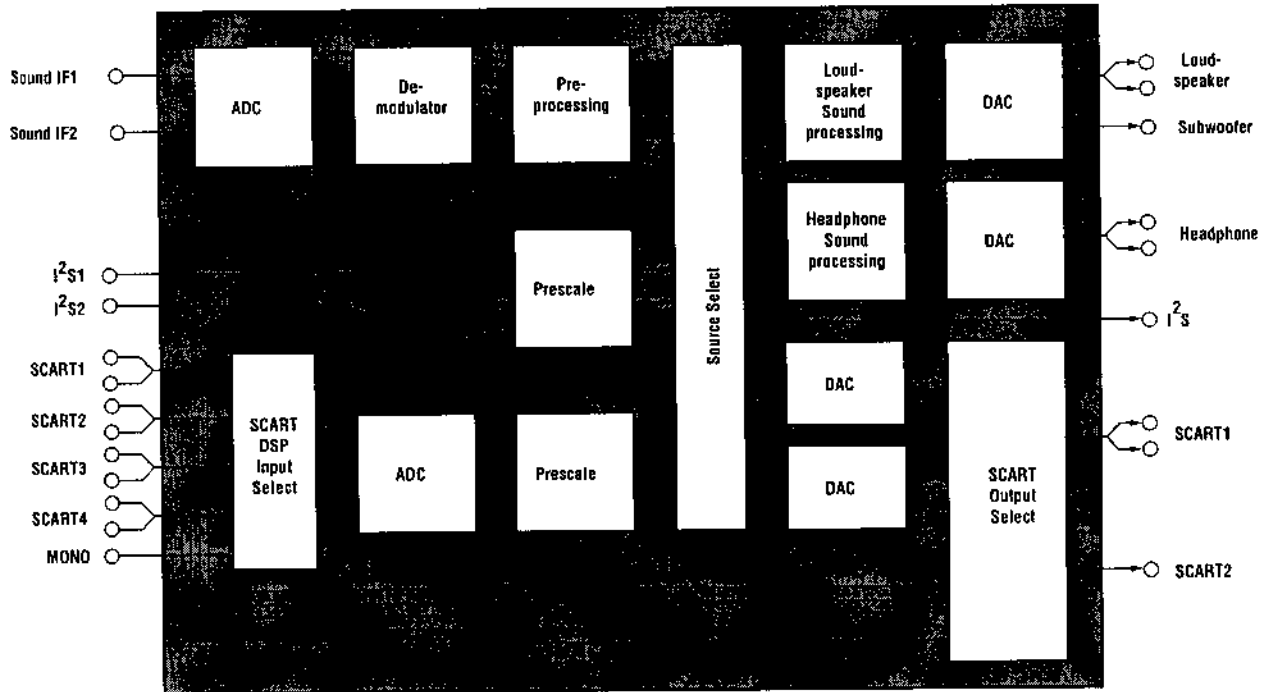 Sound IF1
Sound IF2
I²S1
I²S2
SCART1
SCART2
SCART3
SCART4
MONO
ADC
De-
modulator
Pre-
processing
Prescale
SCART
DSP
Input
Select
ADC
Prescale
Source Select
Loud-
speaker
Sound
processing
DAC
Headphone
Sound
processing
DAC
DAC
DAC
SCART
Output
Select
Loud-
speaker
Subwoofer
Headphone
I²S
SCART1
SCART2